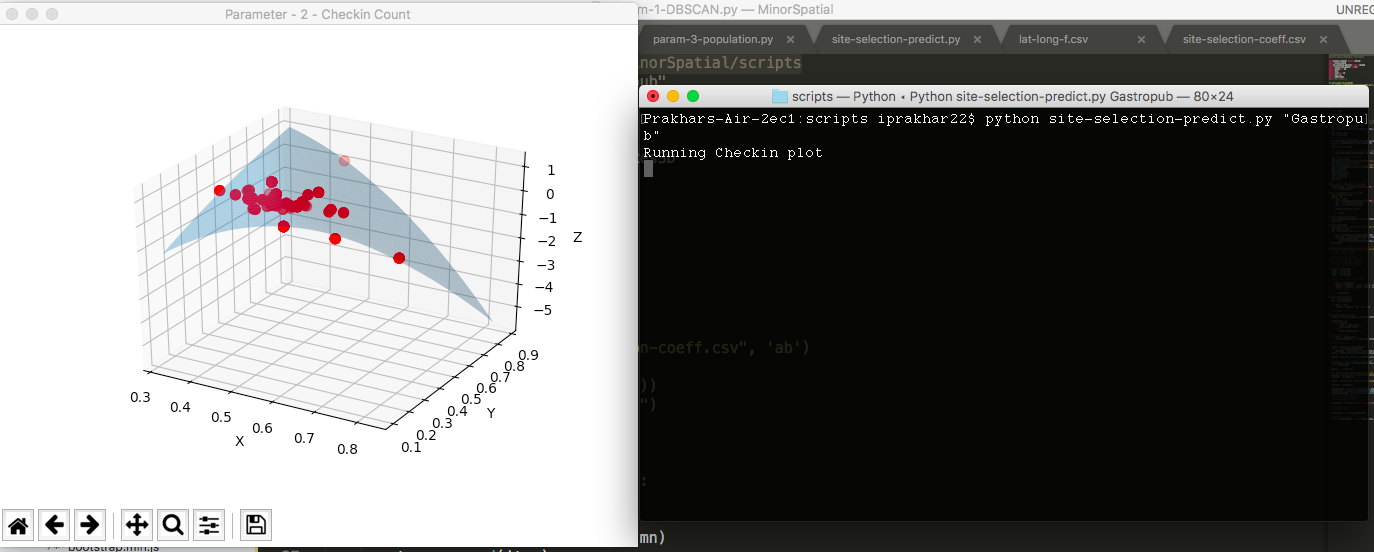 Parameter - 2 - Checkin Count
m-1-DBSCAN.py — MinorSpatial
UNREG
param-3-population.py ×
site-selection-predict.py ×
lat-long-f.csv ×
site-selection-coeff.csv ×
norSpatial/scripts
ub"
scripts — Python ◂ Python site-selection-predict.py Gastropub — 80×24
[Prakhars-Air-2ec1:scripts iprakhar22$ python site-selection-predict.py "Gastropu]
b"
Running Checkin plot
n-coeff.csv", 'ab')
))
")
:
mn)
1
0
−1
−2
−3
−4
−5
Z
0.9
0.8
0.7
0.6
0.5
0.4
0.3
0.2
0.1
Y
0.3
0.4
0.5
0.6
0.7
0.8
X
bootstrap.min.js